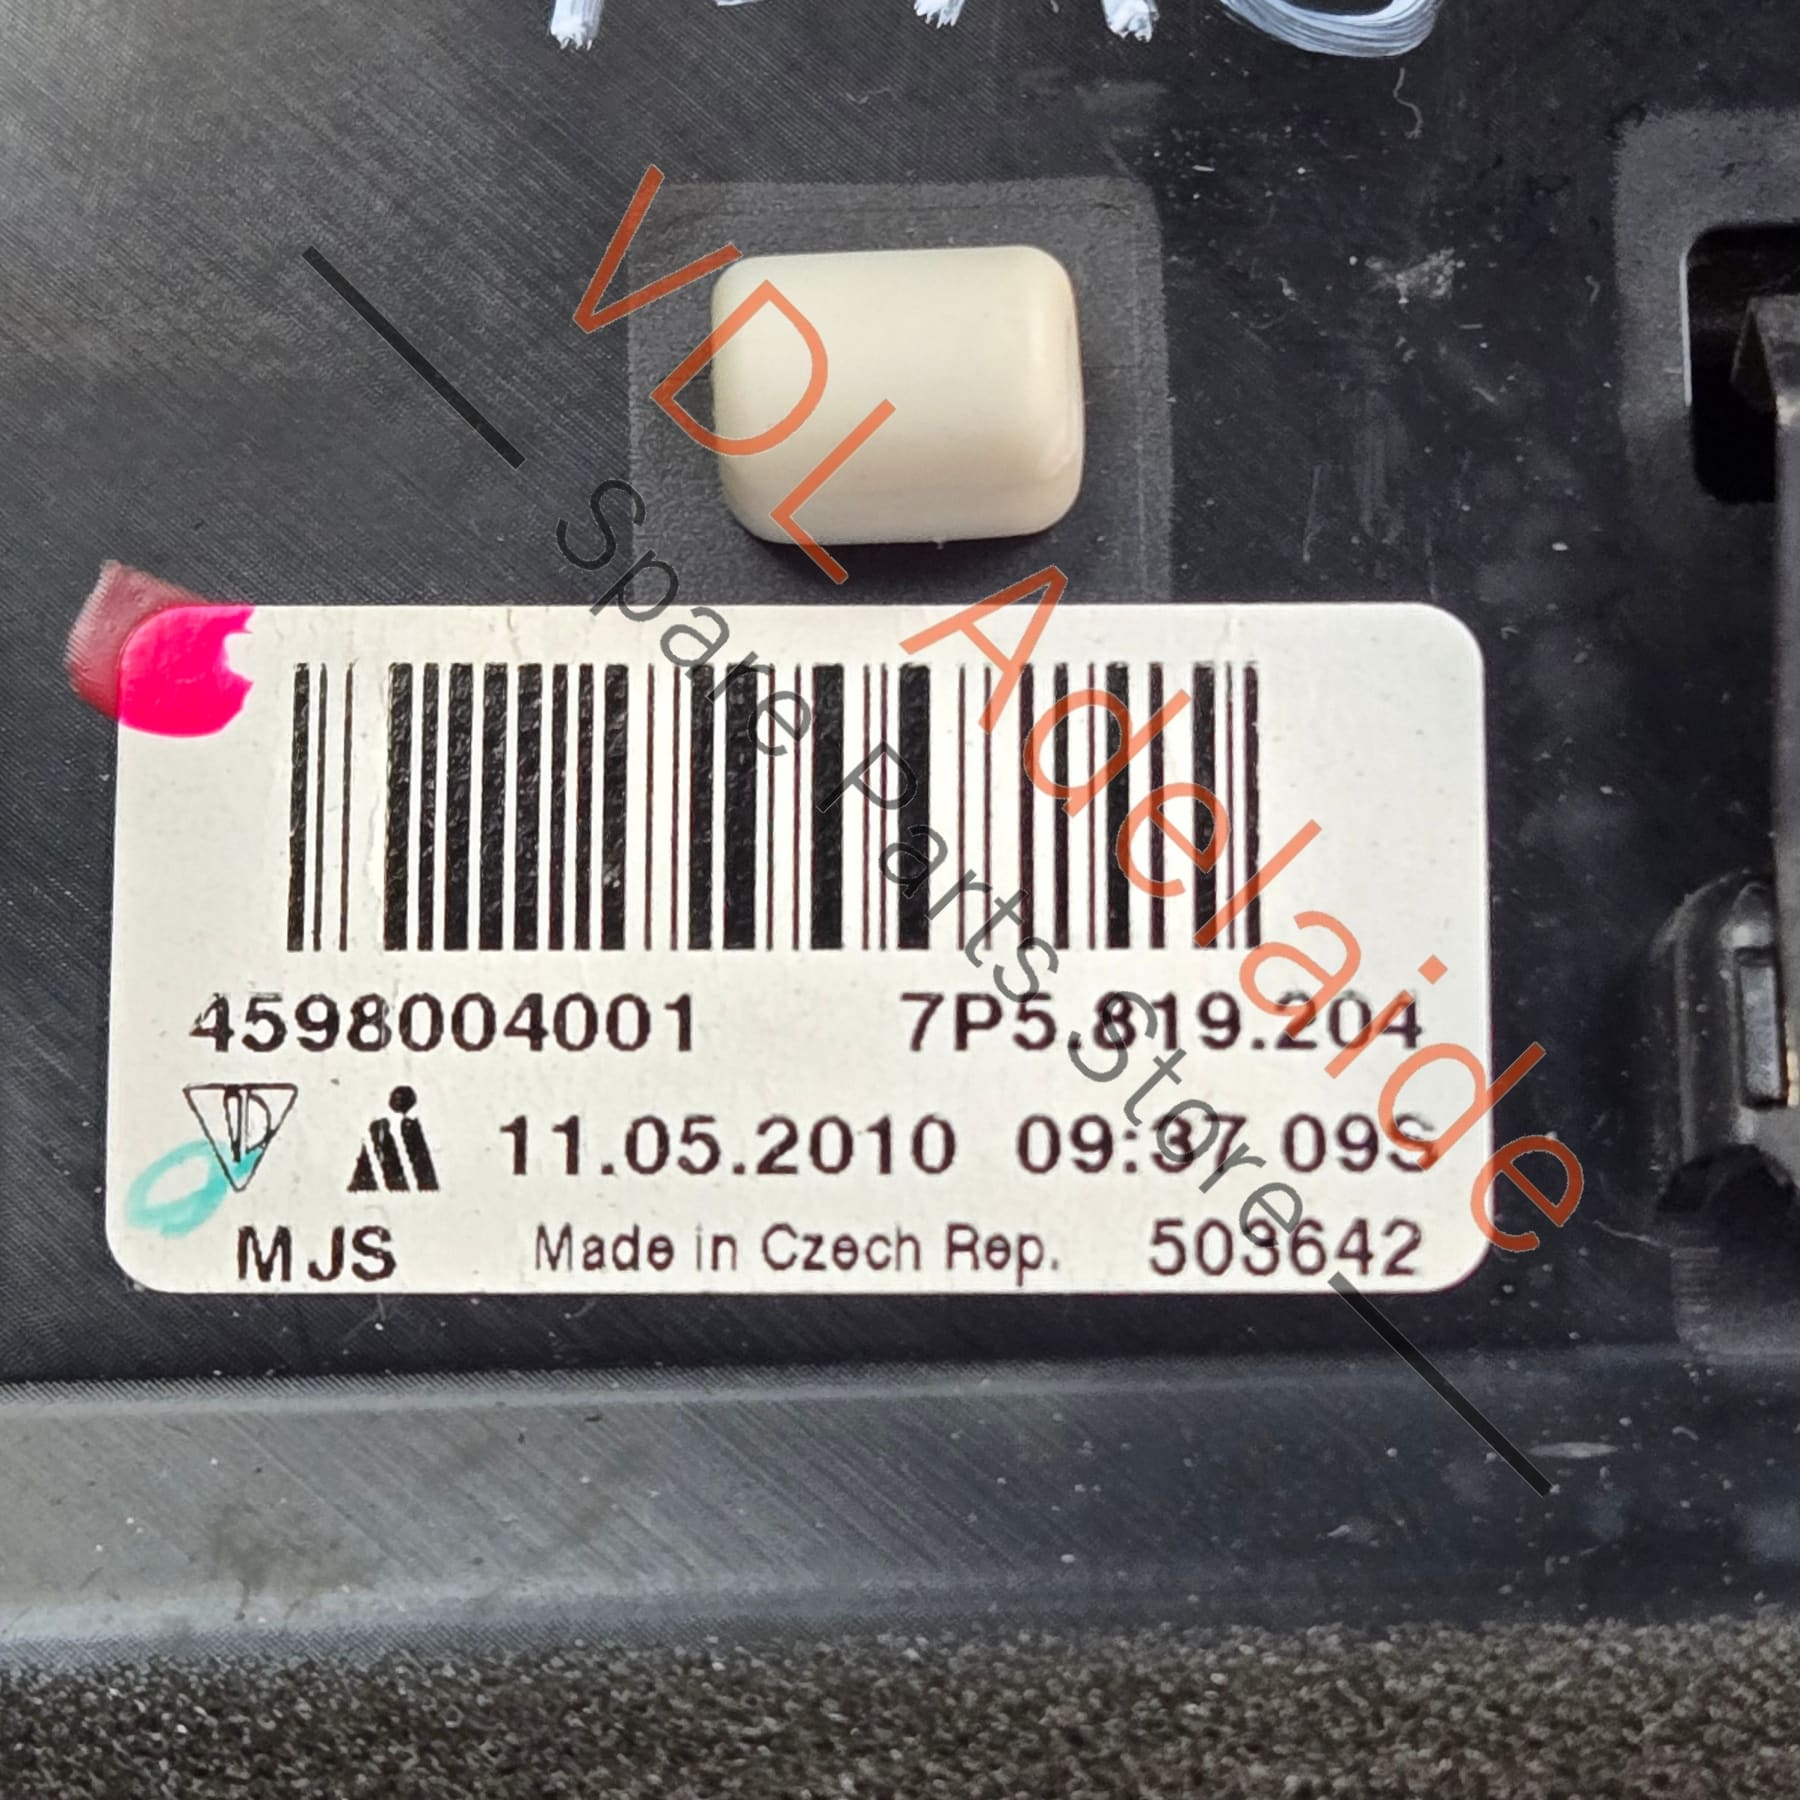 VDL Adelaide
Spare Parts Store
4598004001 7P5.819.204
11.05.2010 09:37 09S
MJS Made in Czech Rep. 503642